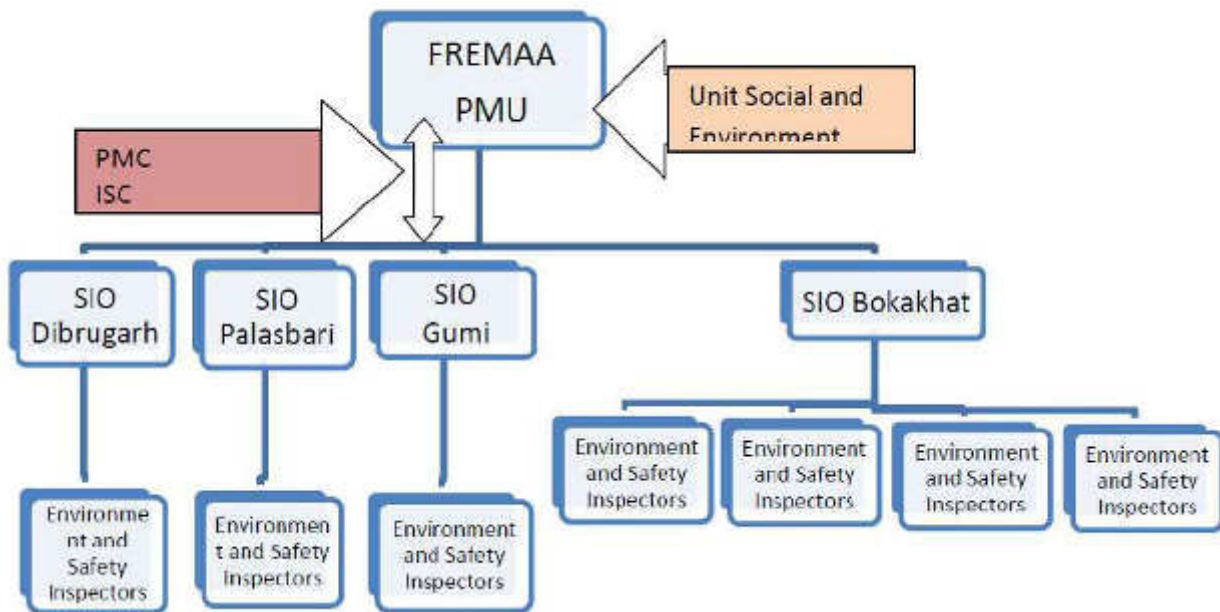 FREMAA
PMU
Unit Social and
Environment
PMC
ISC
SIO
Dibrugarh
SIO
Palasbari
SIO
Gumi
SIO Bokakhat
Environment
and Safety
Inspectors
Environment
and Safety
Inspectors
Environment
and Safety
Inspectors
Environment
and Safety
Inspectors
Environme
nt and
Safety
Inspectors
Environmen
t and Safety
Inspectors
Environment
and Safety
Inspectors